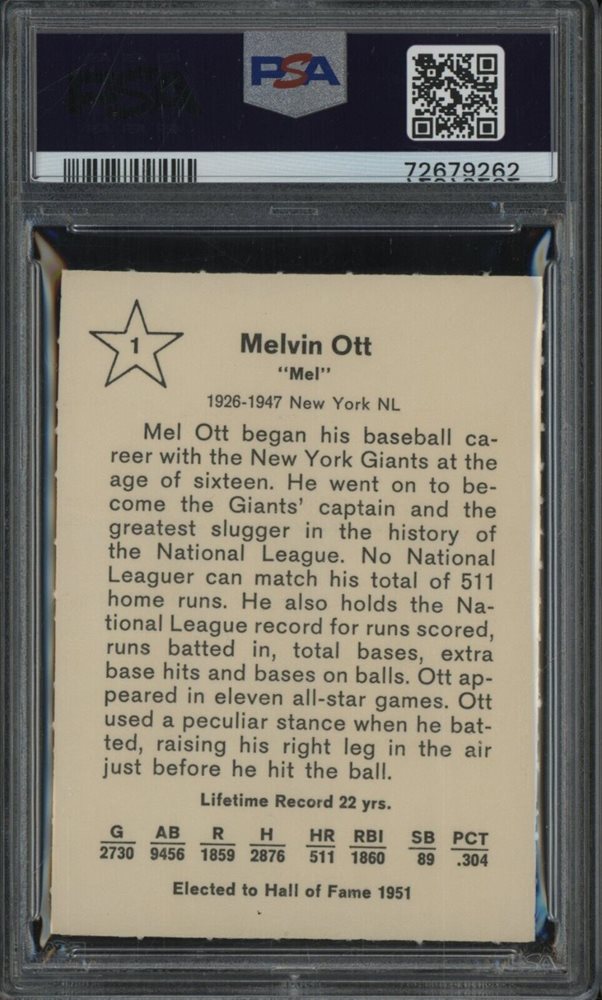 PSA
72679262
1
Melvin Ott
"Mel"
1926-1947 New York NL
Mel Ott began his baseball ca-
reer with the New York Giants at the
age of sixteen. He went on to be-
come the Giants' captain and the
greatest slugger in the history of
the National League. No National
Leaguer can match his total of 511
home runs. He also holds the Na-
tional League record for runs scored,
runs batted in, total bases, extra
base hits and bases on balls. Ott ap-
peared in eleven all-star games. Ott
used a peculiar stance when he bat-
ted, raising his right leg in the air
just before he hit the ball.
Lifetime Record 22 yrs.
G AB R H HR RBI SB PCT
2730 9456 1859 2876 511 1860 89 .304
Elected to Hall of Fame 1951